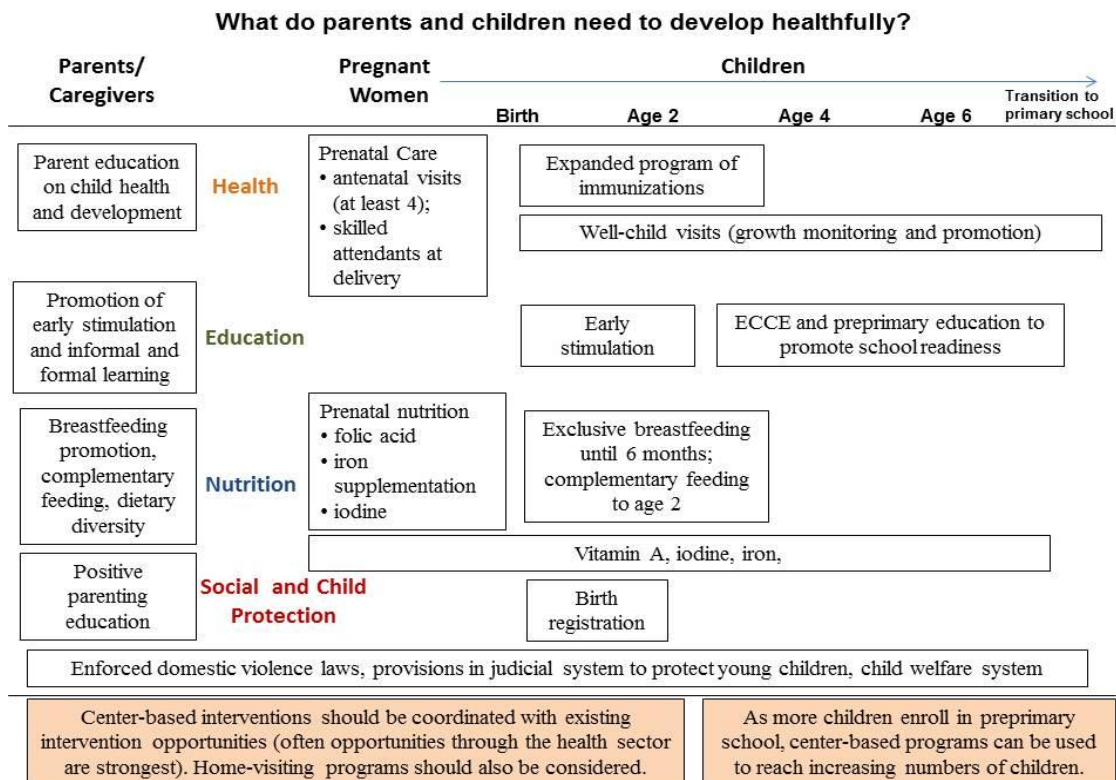 What do parents and children need to develop healthfully?
Parents/
Caregivers
Pregnant
Women
Children
Birth
Age 2
Age 4
Age 6
Transition to
primary school
Parent education
on child health
and development
Health
Prenatal Care
• antenatal visits
(at least 4);
• skilled
attendants at
delivery
Expanded program of
immunizations
Well-child visits (growth monitoring and promotion)
Promotion of
early stimulation
and informal and
formal learning
Education
Early
stimulation
ECCE and preprimary education to
promote school readiness
Breastfeeding
promotion,
complementary
feeding, dietary
diversity
Nutrition
Prenatal nutrition
• folic acid
• iron
supplementation
• iodine
Exclusive breastfeeding
until 6 months;
complementary feeding
to age 2
Vitamin A, iodine, iron,
Positive
parenting
education
Social and Child
Protection
Birth
registration
Enforced domestic violence laws, provisions in judicial system to protect young children, child welfare system
Center-based interventions should be coordinated with existing
intervention opportunities (often opportunities through the health sector
are strongest). Home-visiting programs should also be considered.
As more children enroll in preprimary
school, center-based programs can be used
to reach increasing numbers of children.